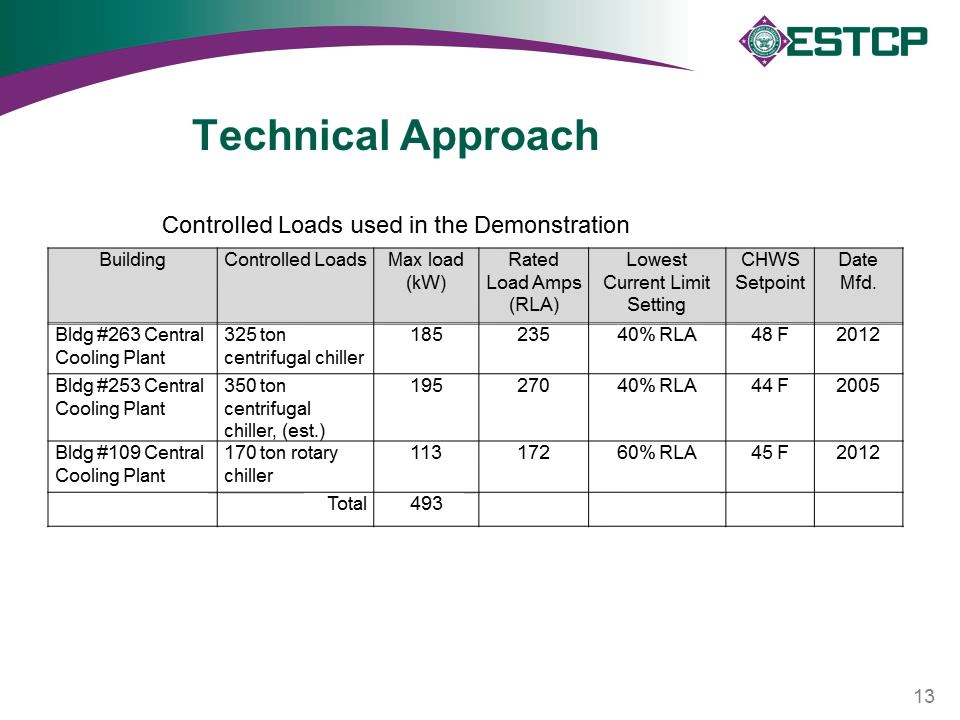 ESTCP
Technical Approach
Controlled Loads used in the Demonstration
Building
Controlled Loads
Max load
(kW)
Rated
Load Amps
(RLA)
Lowest
Current Limit
Setting
CHWS
Setpoint
Date
Mfd.
Bldg #263 Central
Cooling Plant
325 ton
centrifugal chiller
185
235
40% RLA
48 F
2012
Bldg #253 Central
Cooling Plant
350 ton
centrifugal
chiller, (est.)
195
270
40% RLA
44 F
2005
Bldg #109 Central
Cooling Plant
170 ton rotary
chiller
113
172
60% RLA
45 F
2012
Total
493
13